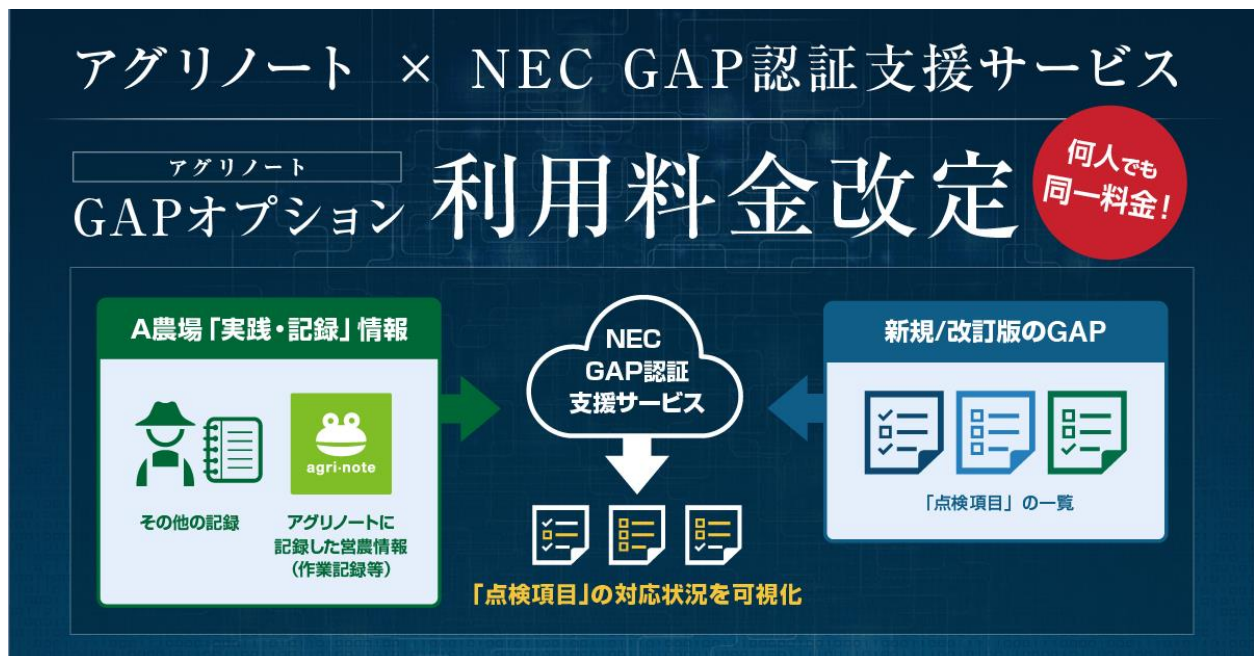 アグリノート × NEC GAP認証支援サービス
アグリノート
GAPオプション
利用料金改定
何人でも
同一料金!
A農場「実践・記録」情報
その他の記録
agri-note
アグリノートに
記録した営農情報
(作業記録等)
NEC
GAP認証
支援サービス
「点検項目」の対応状況を可視化
新規/改訂版のGAP
「点検項目」の一覧